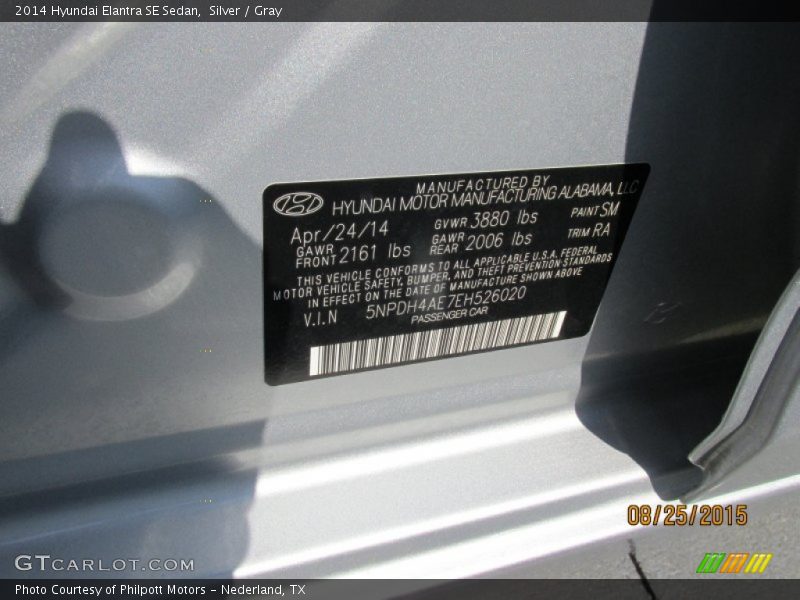 2014 Hyundai Elantra SE Sedan, Silver / Gray
MANUFACTURED BY
HYUNDAI MOTOR MANUFACTURING ALABAMA, LLC
Apr/24/14 GVWR 3880 lbs PAINT SM
GAWR FRONT 2161 lbs GAWR REAR 2006 lbs TRIM RA
THIS VEHICLE CONFORMS TO ALL APPLICABLE U.S.A. FEDERAL
MOTOR VEHICLE SAFETY, BUMPER, AND THEFT PREVENTION STANDARDS
IN EFFECT ON THE DATE OF MANUFACTURE SHOWN ABOVE
V.I.N 5NPDH4AE7EH526020
PASSENGER CAR
08/25/2015
GTCARLOT.COM
Photo Courtesy of Philpott Motors - Nederland, TX